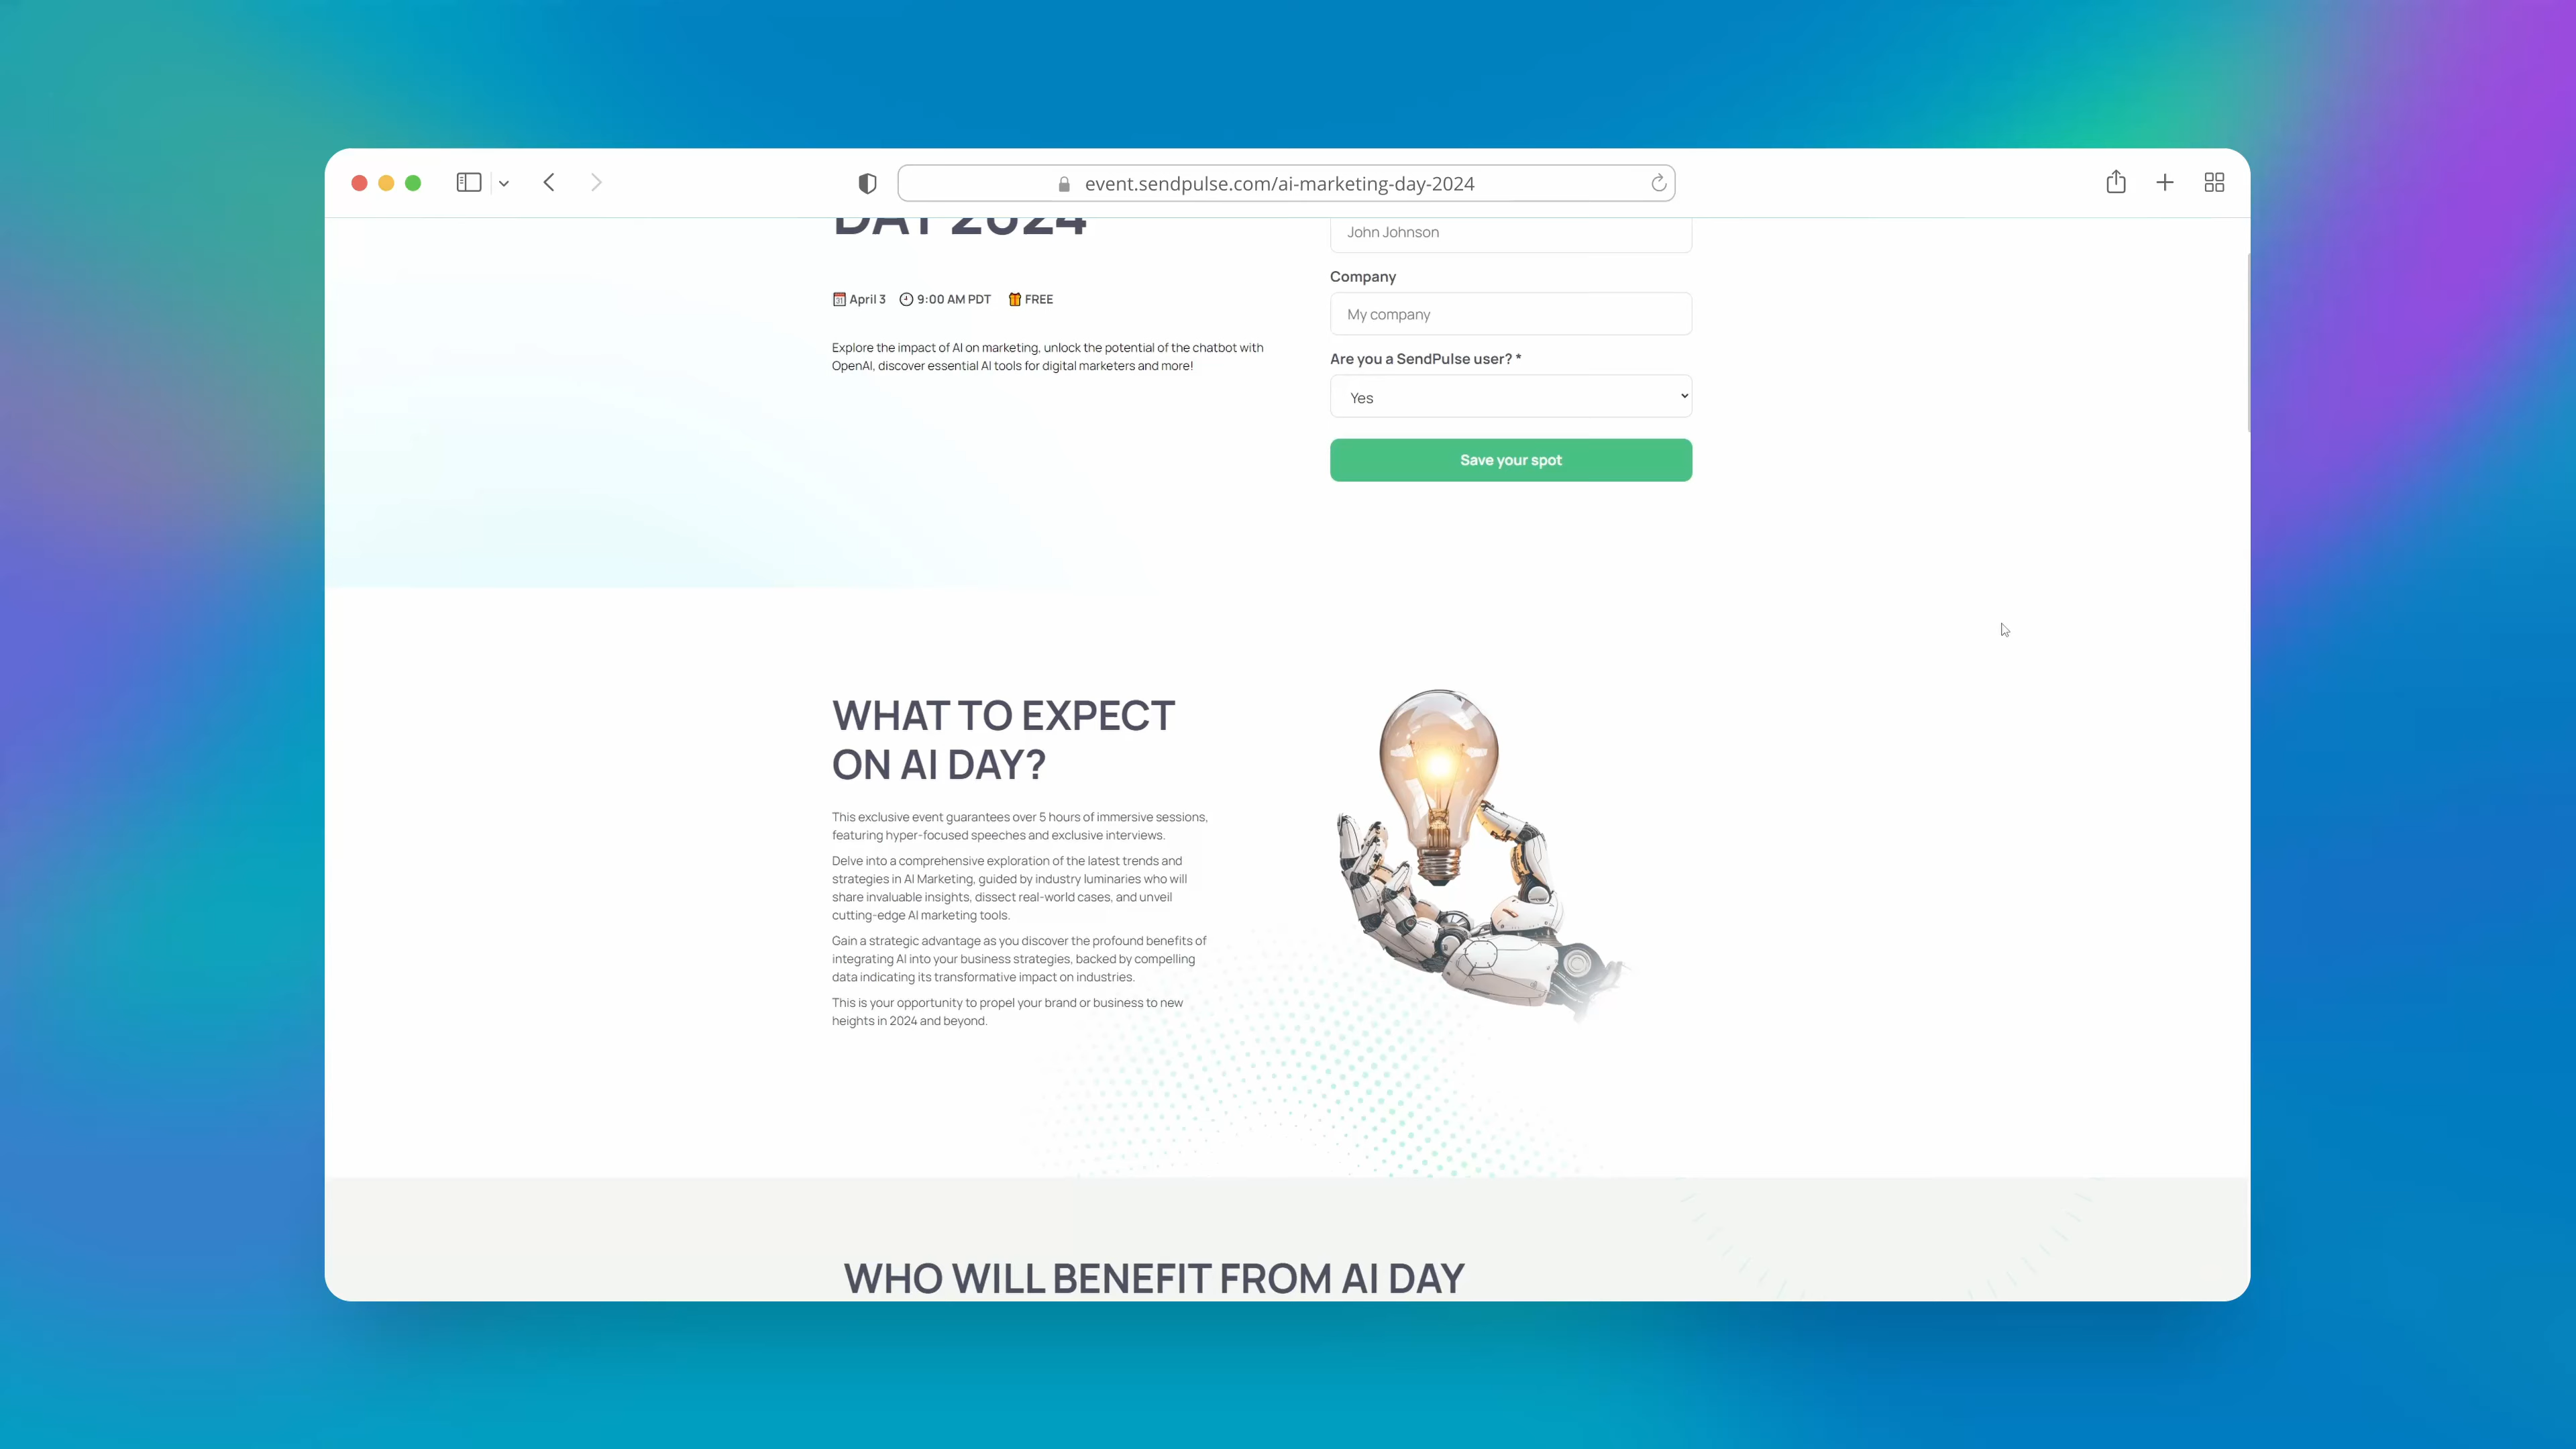 event.sendpulse.com/ai-marketing-day-2024
DAY 2024
April 3 9:00 AM PDT FREE
Explore the impact of AI on marketing, unlock the potential of the chatbot with
OpenAI, discover essential AI tools for digital marketers and more!
John Johnson
Company
My company
Are you a SendPulse user? *
Yes
Save your spot
WHAT TO EXPECT
ON AI DAY?
This exclusive event guarantees over 5 hours of immersive sessions,
featuring hyper-focused speeches and exclusive interviews.
Delve into a comprehensive exploration of the latest trends and
strategies in AI Marketing, guided by industry luminaries who will
share invaluable insights, dissect real-world cases, and unveil
cutting-edge AI marketing tools.
Gain a strategic advantage as you discover the profound benefits of
integrating AI into your business strategies, backed by compelling
data indicating its transformative impact on industries.
This is your opportunity to propel your brand or business to new
heights in 2024 and beyond.
WHO WILL BENEFIT FROM AI DAY